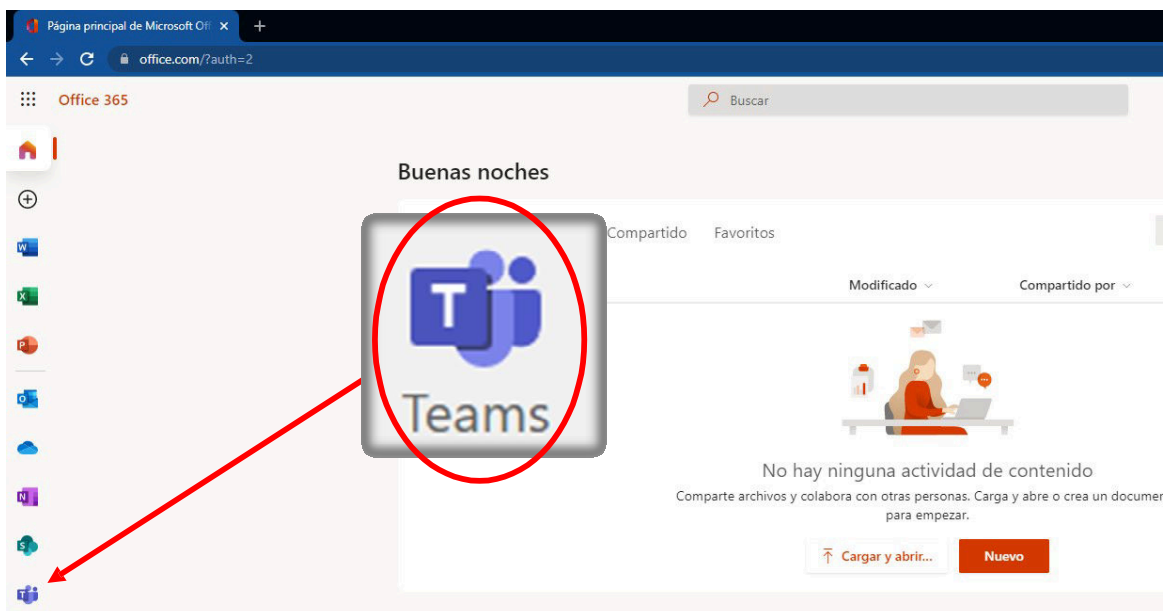 Página principal de Microsoft Off
office.com/?auth=2
Office 365
Buscar
Buenas noches
Compartido Favoritos
Modificado Compartido por
T
Teams
W
X
P
O
N
S
T
No hay ninguna actividad de contenido
Comparte archivos y colabora con otras personas. Carga y abre o crea un documen
para empezar.
Cargar y abrir... Nuevo